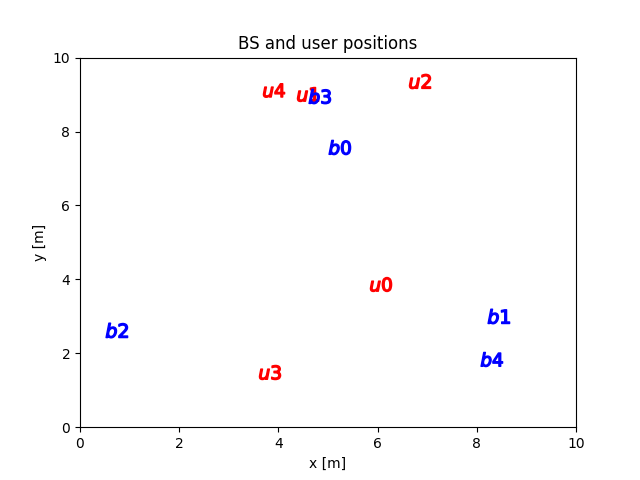 BS and user positions
10
8
6
4
2
0
y [m]
u4
u1
b3
u2
b0
u0
b1
b2
b4
u3
0 2 4 6 8 10
x [m]